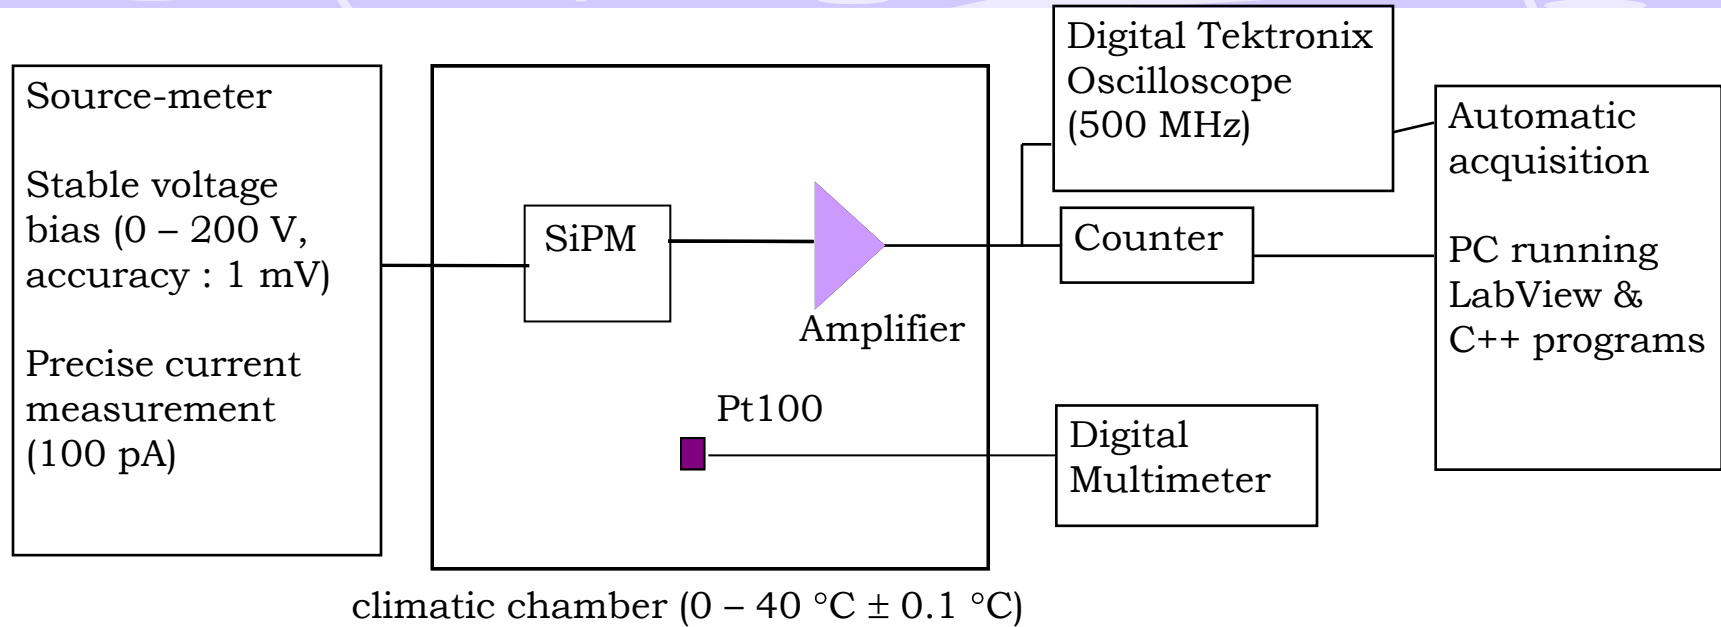 Source-meter
Stable voltage
bias (0 – 200 V,
accuracy : 1 mV)
Precise current
measurement
(100 pA)
SiPM
Amplifier
Pt100
Digital Tektronix
Oscilloscope
(500 MHz)
Counter
Digital
Multimeter
Automatic
acquisition
PC running
LabView &
C++ programs
climatic chamber (0 – 40 °C ± 0.1 °C)